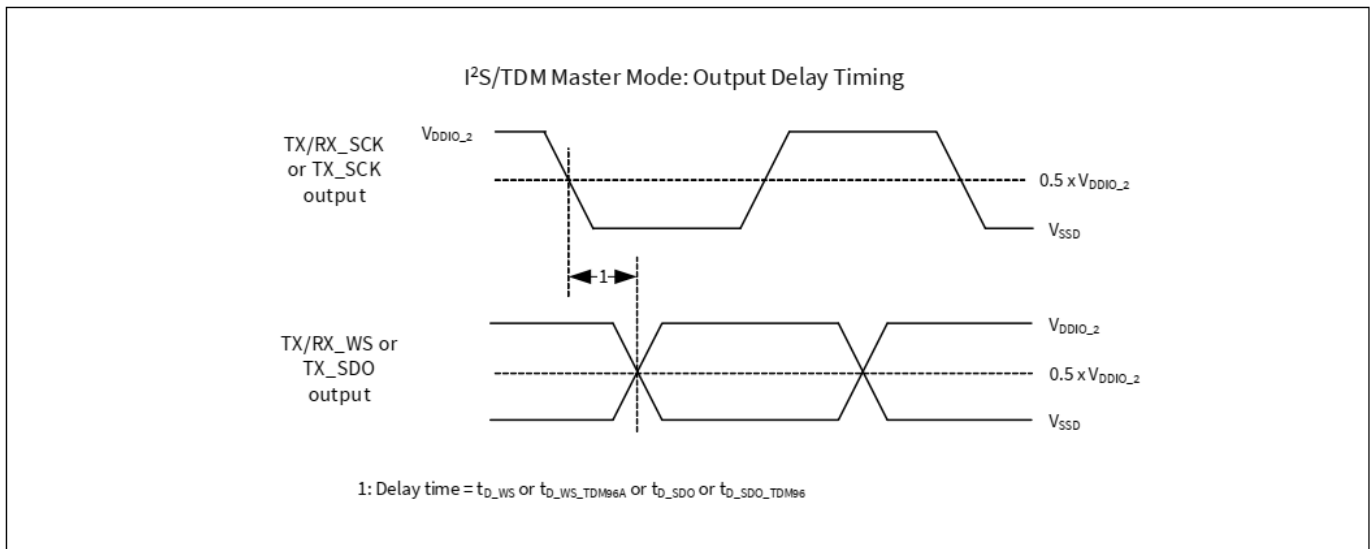 I²S/TDM Master Mode: Output Delay Timing
TX/RX_SCK
or TX_SCK
output
VDDIO_2
0.5 x VDDIO_2
VSSD
1
TX/RX_WS or
TX_SDO
output
VDDIO_2
0.5 x VDDIO_2
VSSD
1: Delay time = tD_WS or tD_WS_TDM96A or tD_SDO or tD_SDO_TDM96